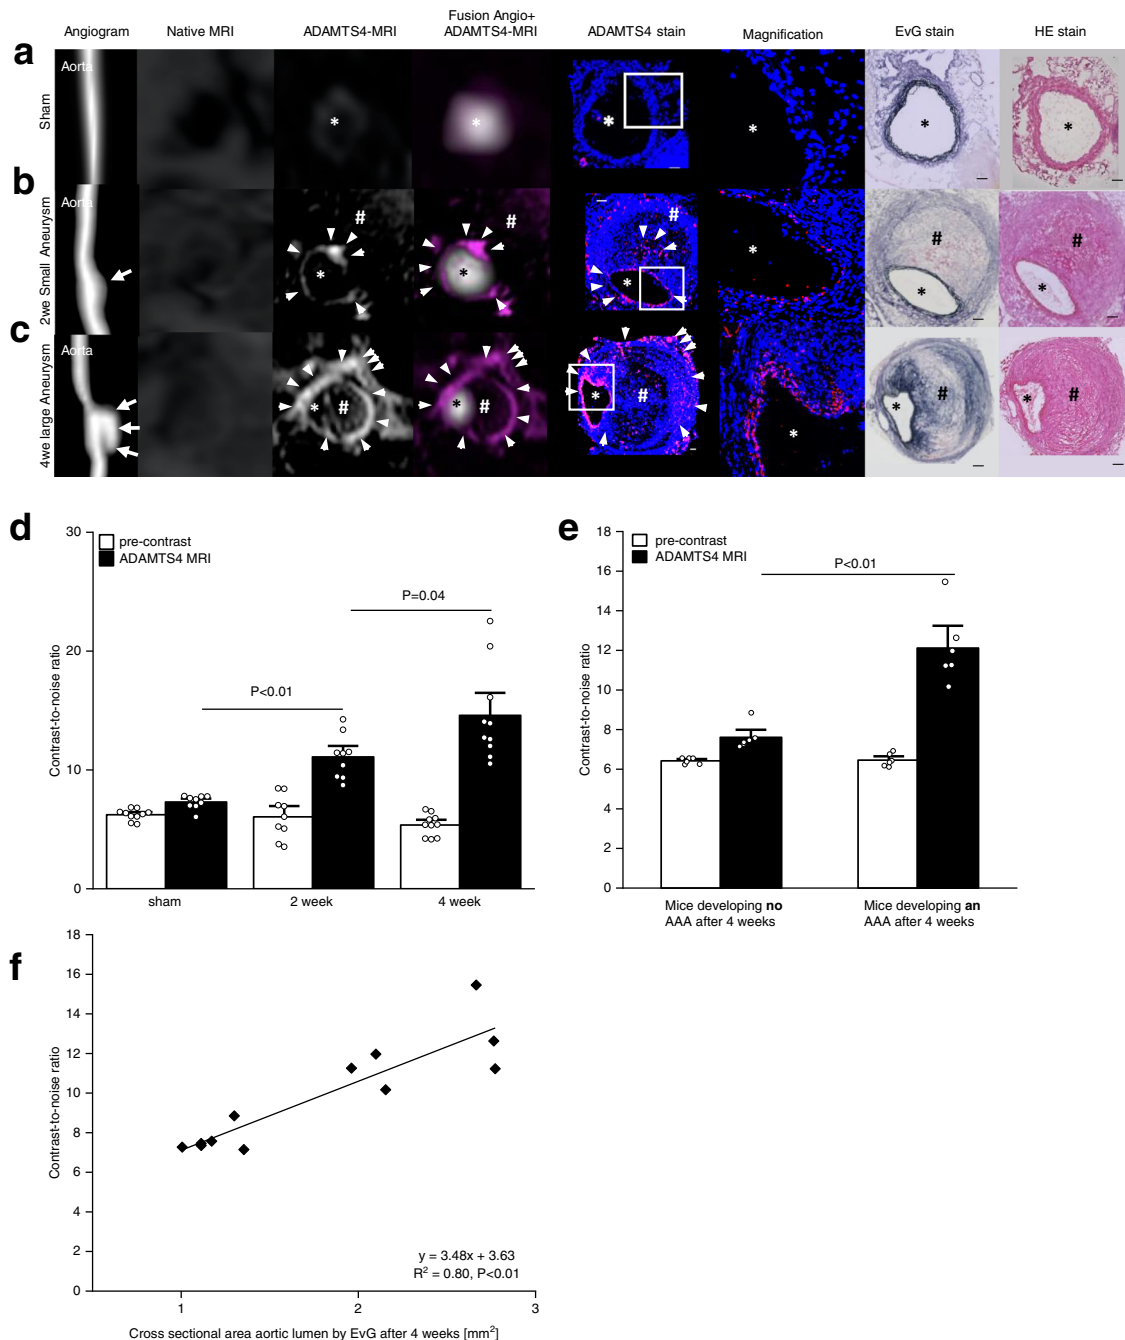 Angiogram
Native MRI
ADAMTS4-MRI
Fusion Angio+
ADAMTS4-MRI
ADAMTS4 stain
Magnification
EvG stain
HE stain
a
Sham
Aorta
*
*
*
*
*
*
b
2we Small Aneurysm
Aorta
#
*
#
*
#
*
*
#
*
#
*
c
4we large Aneurysm
Aorta
*
#
*
#
*
#
*
*
#
*
#
d
30
20
10
0
Contrast-to-noise ratio
pre-contrast
ADAMTS4 MRI
P<0.01
P=0.04
sham
2 week
4 week
e
18
16
14
12
10
8
6
4
2
0
Contrast-to-noise ratio
pre-contrast
ADAMTS4 MRI
P<0.01
Mice developing no
AAA after 4 weeks
Mice developing an
AAA after 4 weeks
f
18
16
14
12
10
8
6
4
2
0
Contrast-to-noise ratio
y = 3.48x + 3.63
R² = 0.80, P<0.01
1
2
3
Cross sectional area aortic lumen by EvG after 4 weeks [mm²]